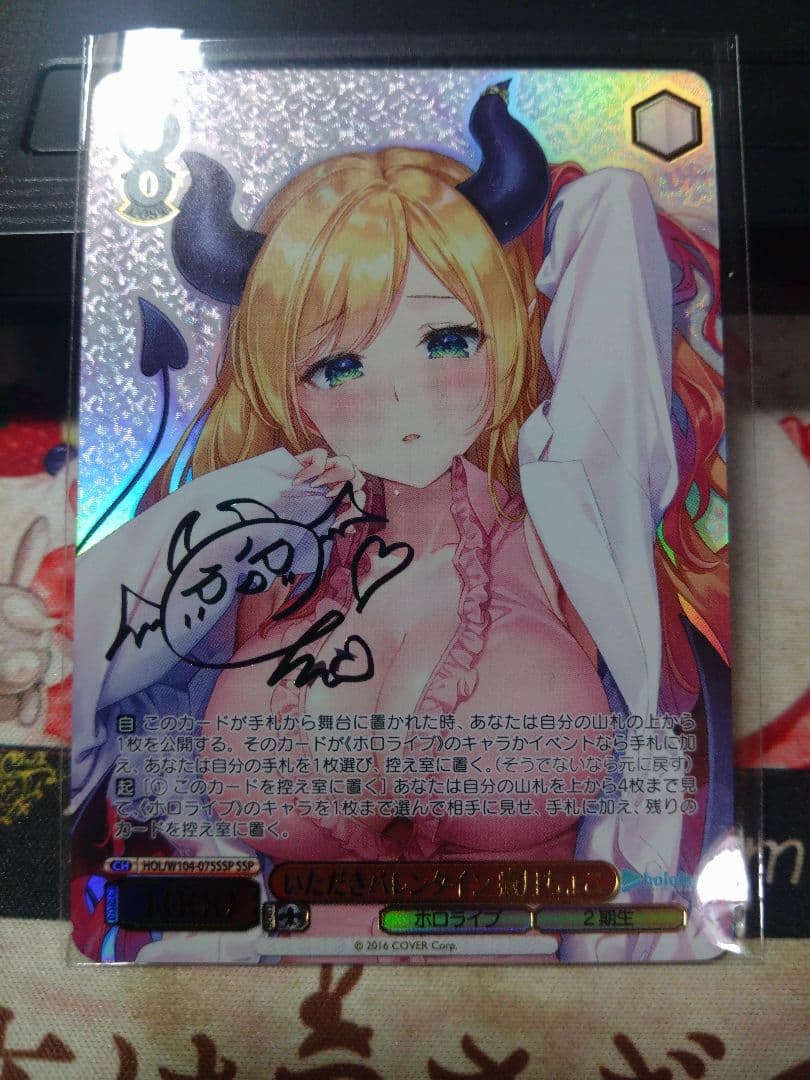 0
COST
自 このカードが手札から舞台に置かれた時、あなたは自分の山札の上から
1枚を公開する。そのカードが《ホロライブ》のキャラかイベントなら手札に加
え、あなたは自分の手札を1枚選び、控え室に置く。(そうでないなら元に戻す)
起 [① このカードを控え室に置く] あなたは自分の山札を上から4枚まで見
て、《ホロライブ》のキャラを1枚まで選んで相手に見せ、手札に加え、残りの
カードを控え室に置く。
CH HOL/W104-075SSP SSP
いただきバレンタイン 癒月ちょこ
hololive
ホロライブ 2期生
© 2016 COVER Corp.